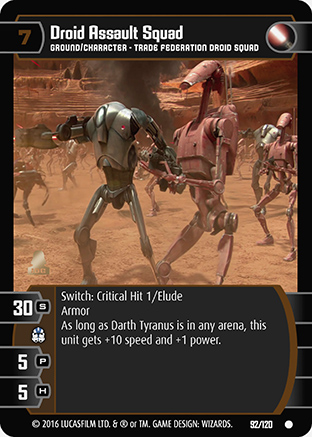 7
Droid Assault Squad
GROUND/CHARACTER - TRADE FEDERATION DROID SQUAD
30 S
5 P
5 H
Switch: Critical Hit 1/Elude
Armor
As long as Darth Tyranus is in any arena, this
unit gets +10 speed and +1 power.
© 2016 LUCASFILM LTD. & ® OR TM. GAME DESIGN: WIZARDS.
92/120